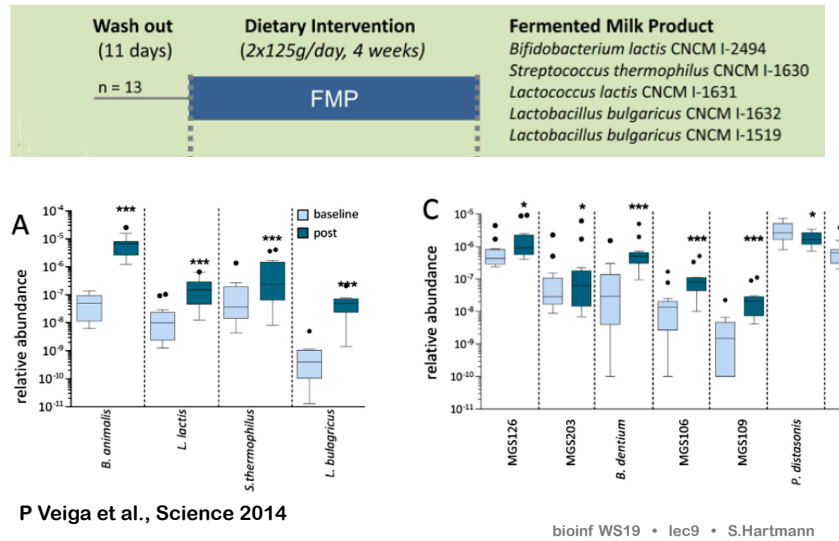 Wash out
(11 days)
n = 13
Dietary Intervention
(2x125g/day, 4 weeks)
FMP
Fermented Milk Product
Bifidobacterium lactis CNCM I-2494
Streptococcus thermophilus CNCM I-1630
Lactococcus lactis CNCM I-1631
Lactobacillus bulgaricus CNCM I-1632
Lactobacillus bulgaricus CNCM I-1519
A
relative abundance
10-4
10-5
10-6
10-7
10-8
10-9
10-10
10-11
***
***
***
***
baseline
post
B. animalis
L. lactis
S.thermophilus
L. bulagricus
C
relative abundance
10-5
10-6
10-7
10-8
10-9
10-10
10-11
*
*
***
***
***
*
MGS126
MGS203
B. dentium
MGS106
MGS109
P. distasonis
P Veiga et al., Science 2014
bioinf WS19 • lec9 • S.Hartmann